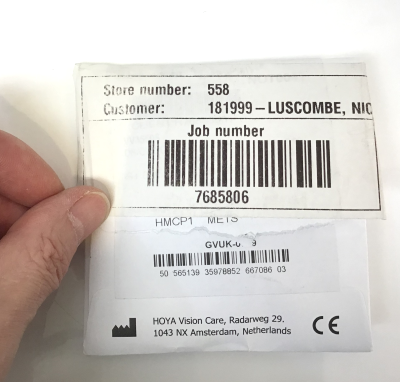 Store number: 558
Customer: 181999-LUSCOMBE, NIC
Job number
7685806
HMCP1 METS
50 565139 35978852 667086 03
HOYA Vision Care, Radarweg 29.
1043 NX Amsterdam, Netherlands
CE